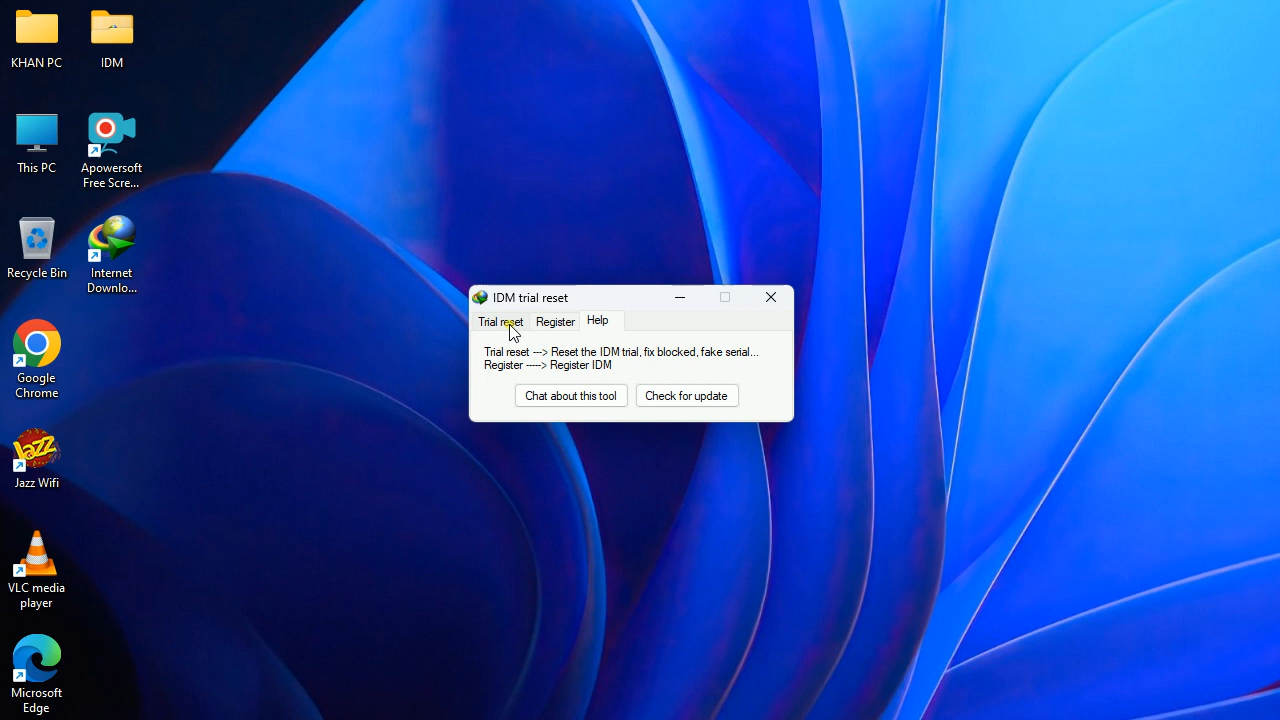 KHAN PC
IDM
This PC
Apowersoft
Free Scre...
Recycle Bin
Internet
Downlo...
Google
Chrome
Jazz
Jazz Wifi
VLC media
player
Microsoft
Edge
IDM trial reset
Trial reset
Register
Help
Trial reset ---> Reset the IDM trial, fix blocked, fake serial...
Register -----> Register IDM
Chat about this tool
Check for update